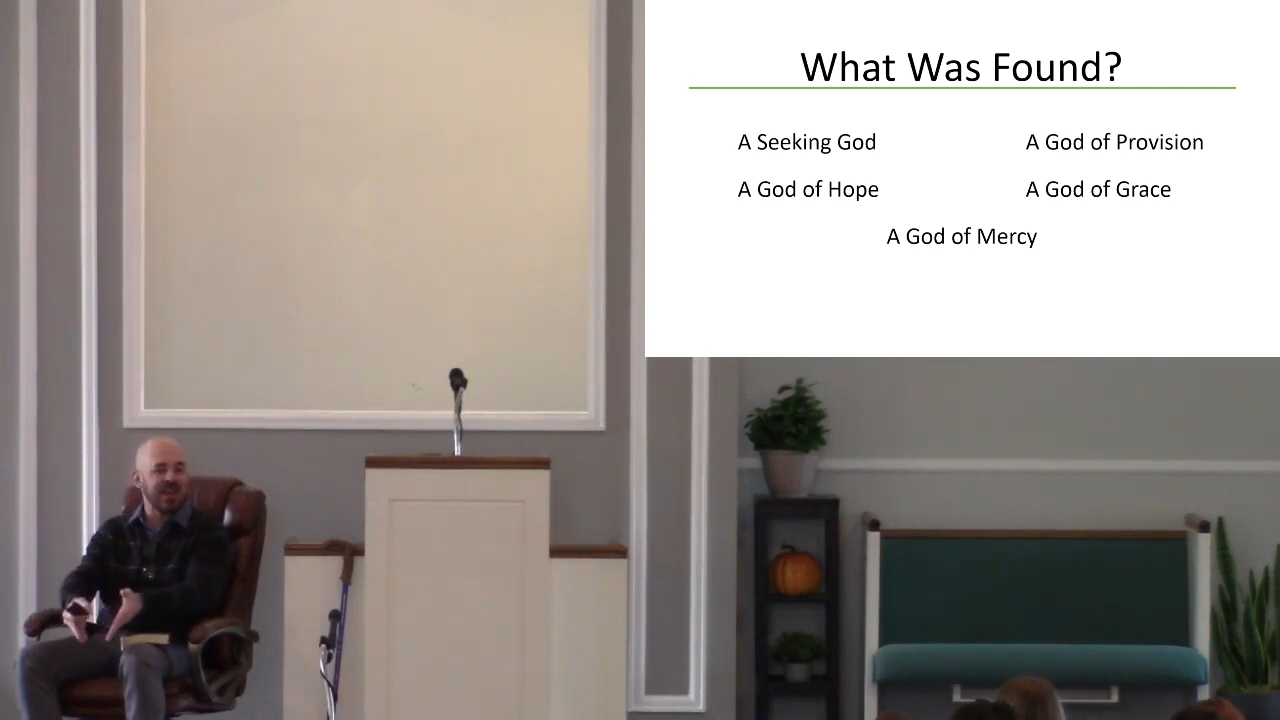 What Was Found?
A Seeking God
A God of Provision
A God of Hope
A God of Grace
A God of Mercy